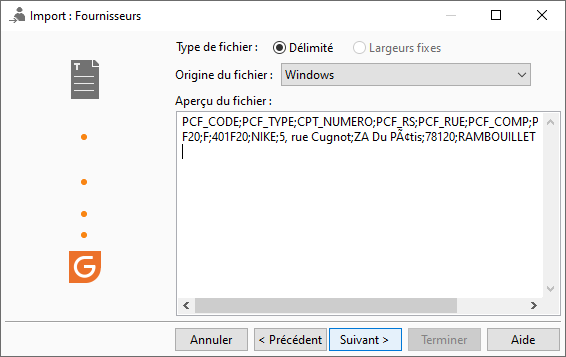 Import : Fournisseurs
Type de fichier : Délimité Largeurs fixes
Origine du fichier : Windows
Aperçu du fichier :
PCF_CODE;PCF_TYPE;CPT_NUMERO;PCF_RS;PCF_RUE;PCF_COMP;P
F20;F;401F20;NIKE;5, rue Cugnot;ZA Du PÃ¢tis;78120;RAMBOUILLET
Annuler < Précédent Suivant > Terminer Aide